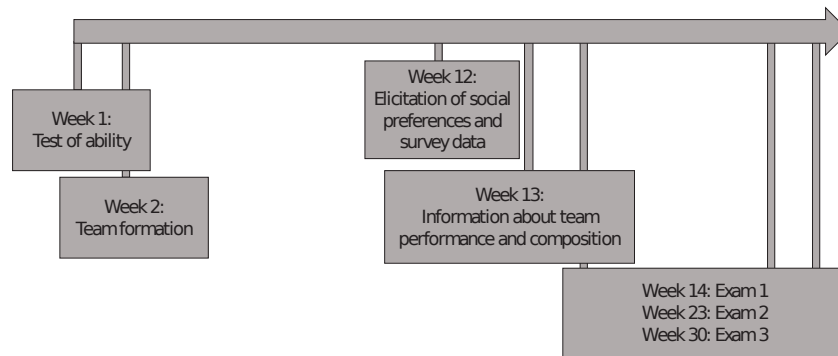 Week 1:
Test of ability
Week 2:
Team formation
Week 12:
Elicitation of social
preferences and
survey data
Week 13:
Information about team
performance and composition
Week 14: Exam 1
Week 23: Exam 2
Week 30: Exam 3